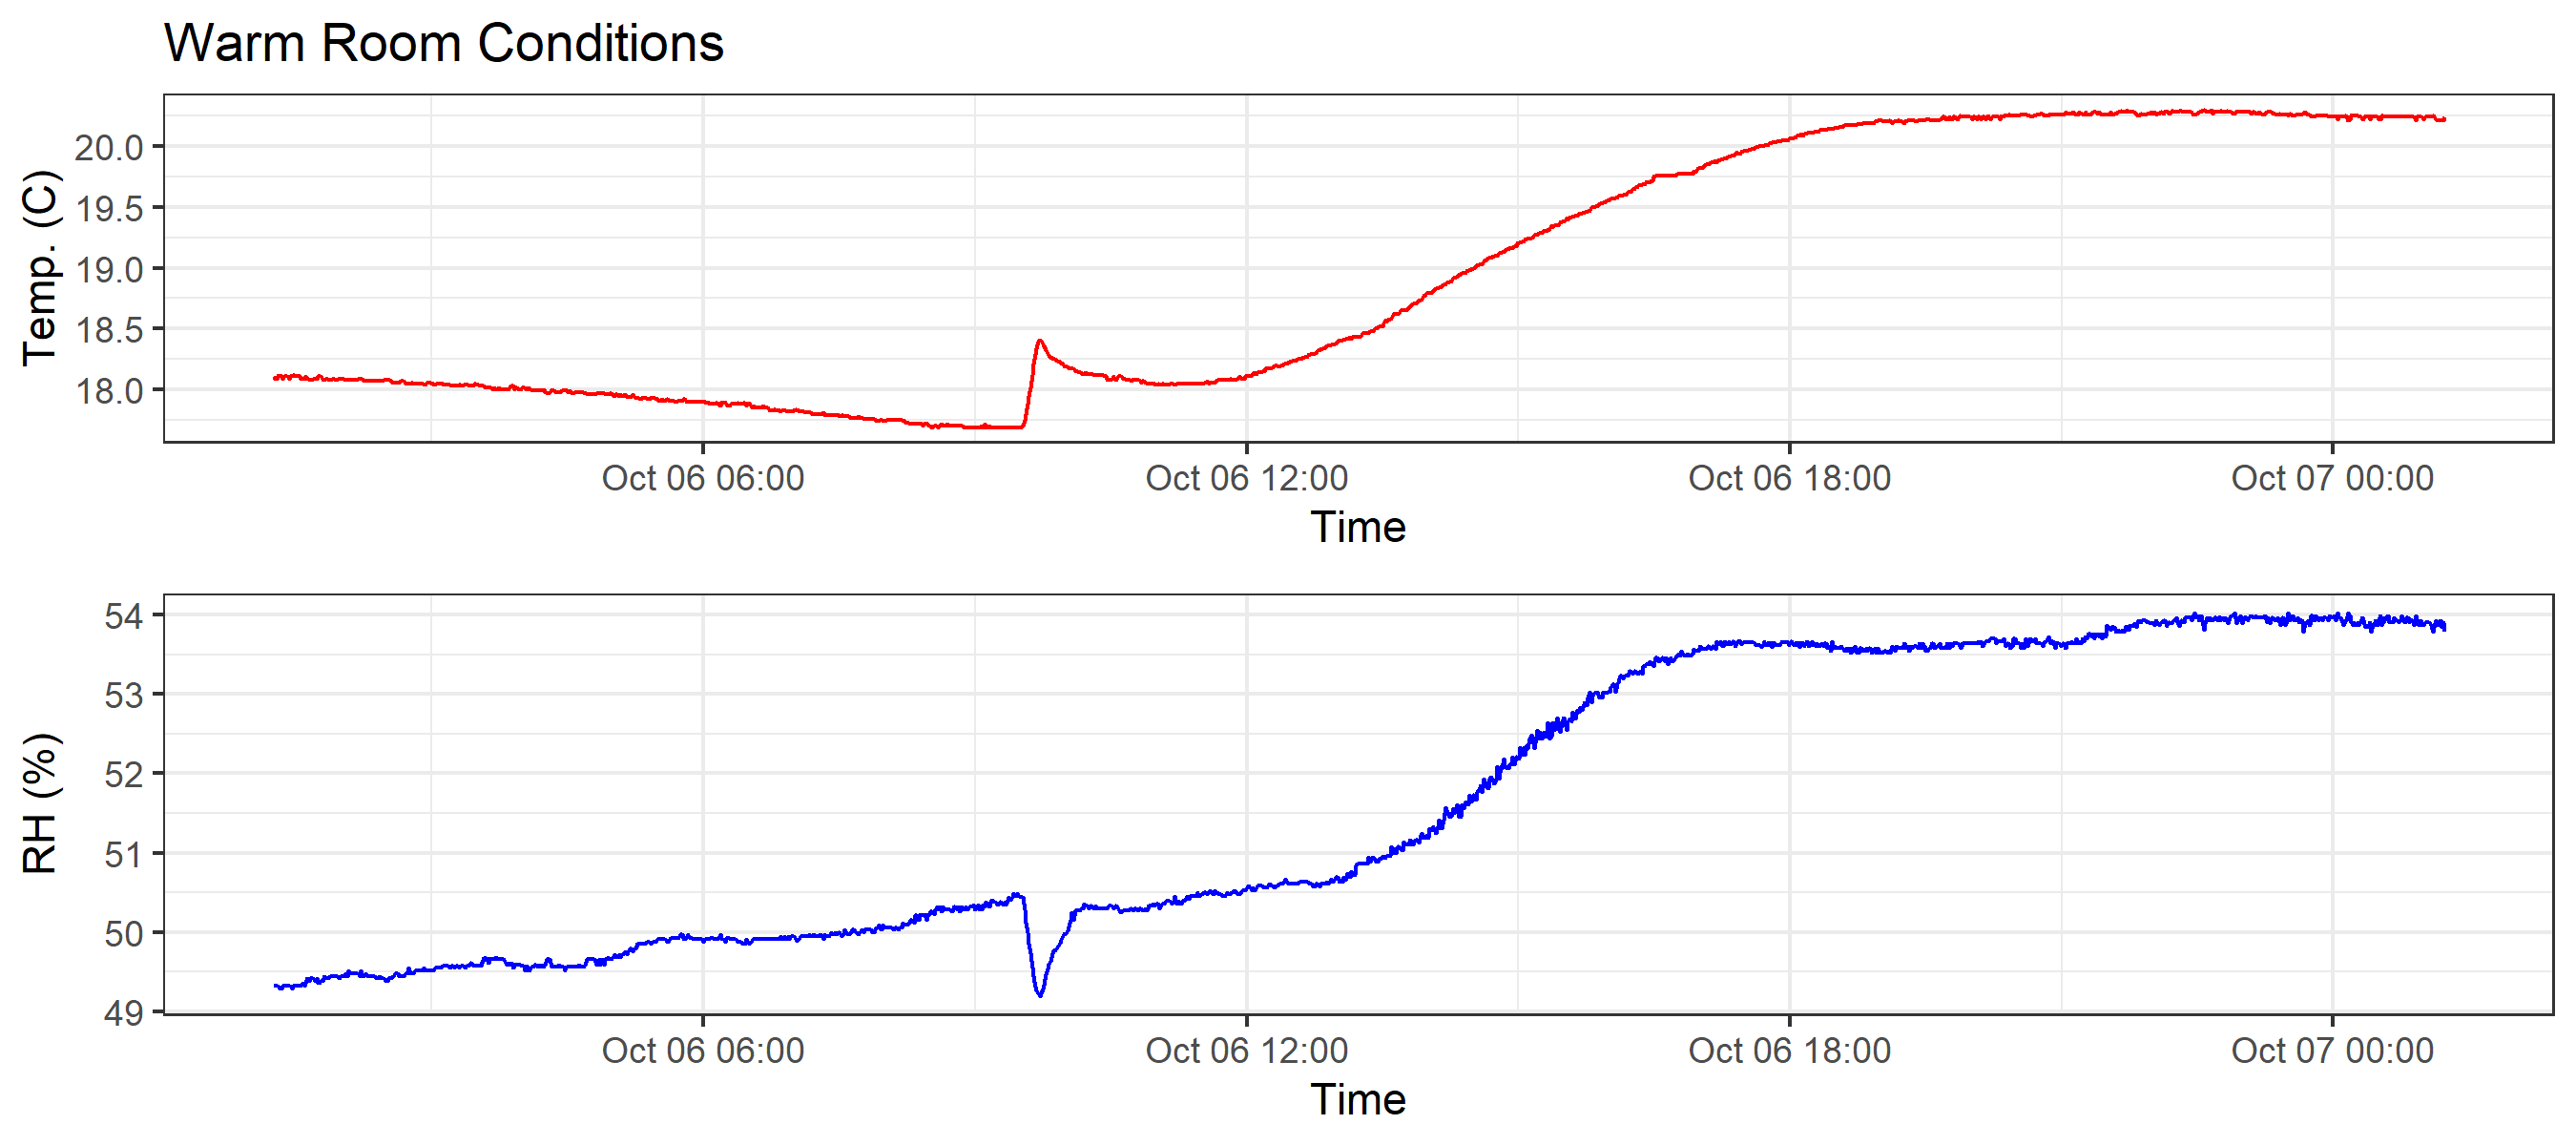 Warm Room Conditions
Temp. (C)
20.0
19.5
19.0
18.5
18.0
Oct 06 06:00 Oct 06 12:00 Oct 06 18:00 Oct 07 00:00
Time
RH (%)
54
53
52
51
50
49
Oct 06 06:00 Oct 06 12:00 Oct 06 18:00 Oct 07 00:00
Time